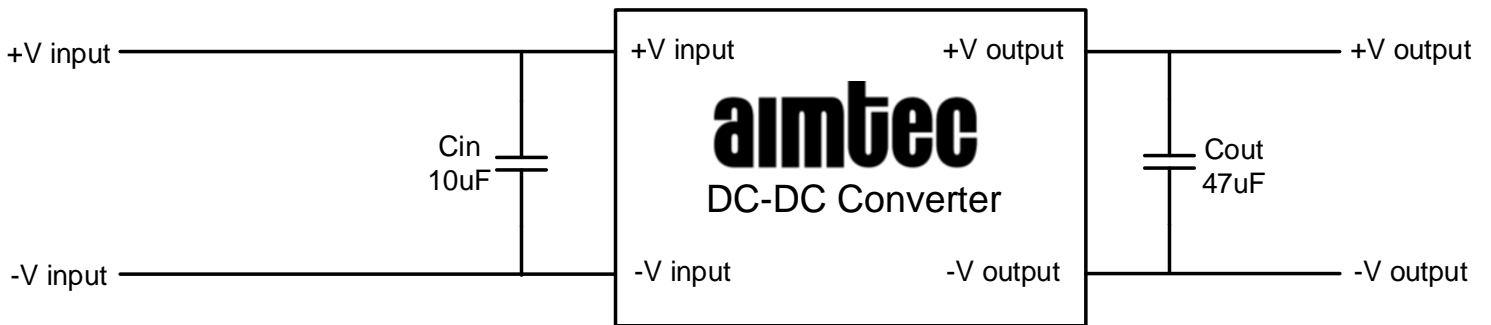 +V input
+V input
+V output
+V output
aimtec
Cin
10uF
Cout
47uF
DC-DC Converter
-V input
-V input
-V output
-V output